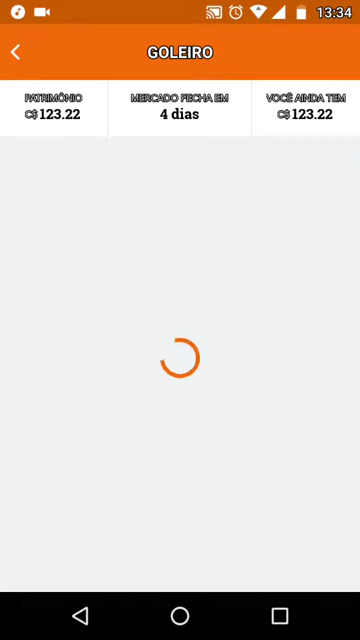 13:34
GOLEIRO
PATRIMÔNIO
C$ 123.22
MERCADO FECHA EM
4 dias
VOCÊ AINDA TEM
C$ 123.22